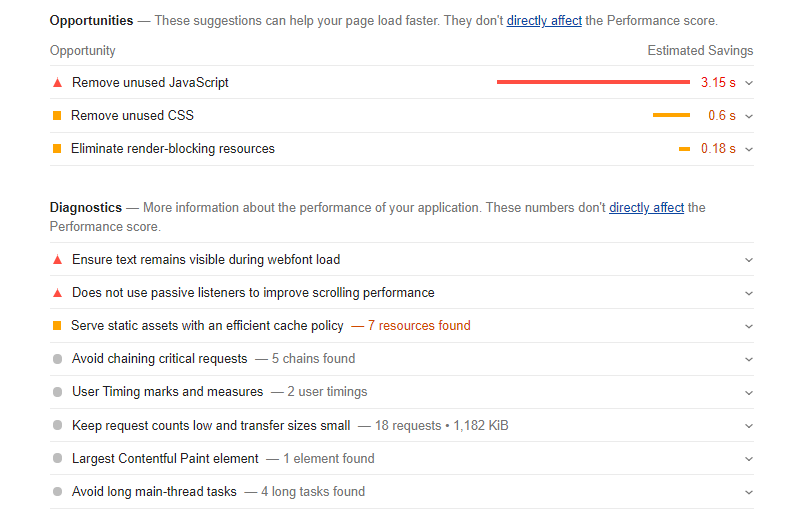 Opportunities — These suggestions can help your page load faster. They don't directly affect the Performance score.
Opportunity Estimated Savings
Remove unused JavaScript 3.15 s
Remove unused CSS 0.6 s
Eliminate render-blocking resources 0.18 s
Diagnostics — More information about the performance of your application. These numbers don't directly affect the
Performance score.
Ensure text remains visible during webfont load
Does not use passive listeners to improve scrolling performance
Serve static assets with an efficient cache policy — 7 resources found
Avoid chaining critical requests — 5 chains found
User Timing marks and measures — 2 user timings
Keep request counts low and transfer sizes small — 18 requests • 1,182 KiB
Largest Contentful Paint element — 1 element found
Avoid long main-thread tasks — 4 long tasks found